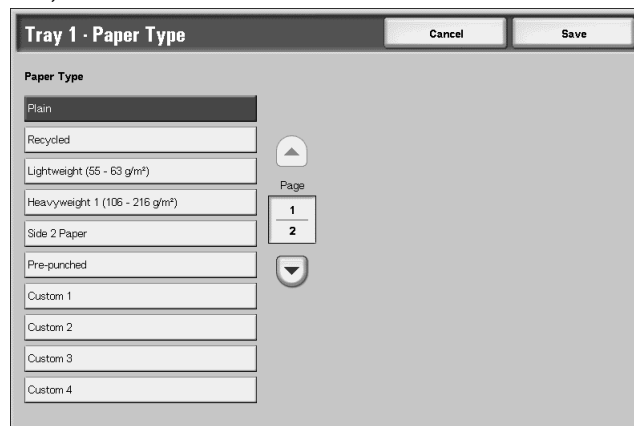 Tray 1 - Paper Type
Cancel
Save
Paper Type
Plain
Recycled
Lightweight (55 - 63 g/m²)
Heavyweight 1 (106 - 216 g/m²)
Side 2 Paper
Pre-punched
Custom 1
Custom 2
Custom 3
Custom 4
Page
1
2